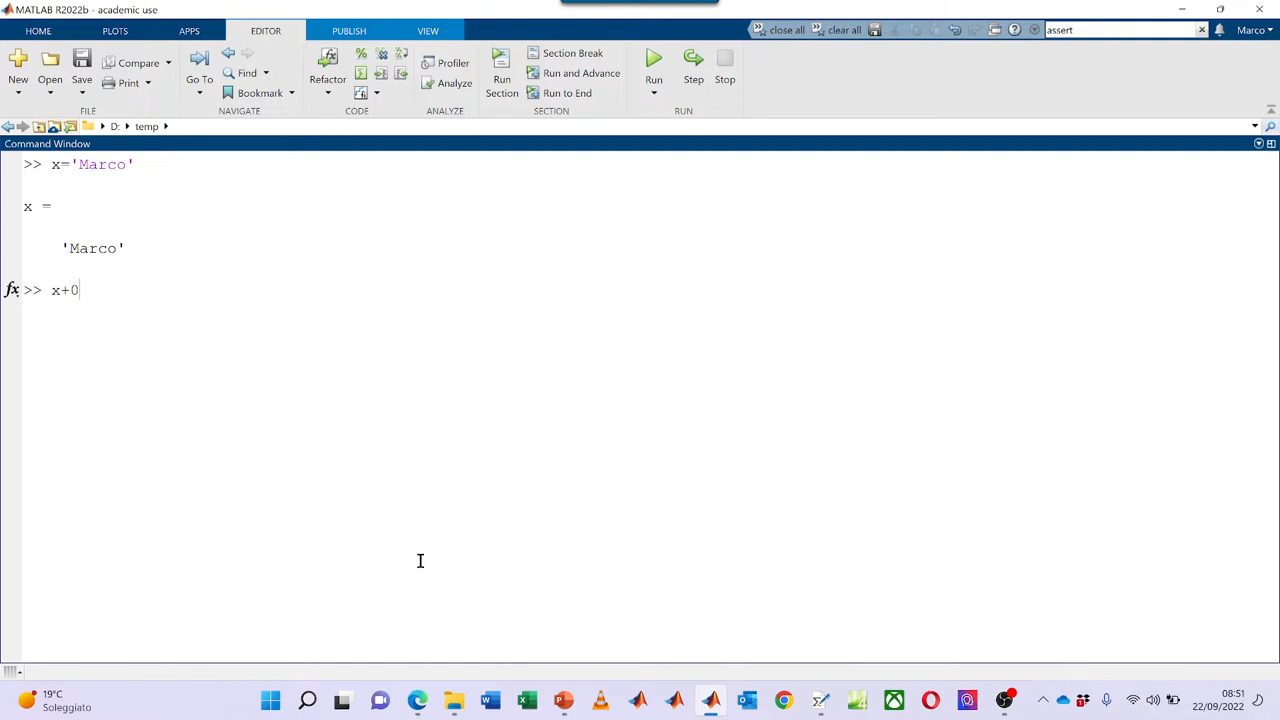 MATLAB R2022b - academic use
HOME PLOTS APPS EDITOR PUBLISH VIEW close all clear all assert Marco
New Open Save Compare Print
Go To Find Bookmark
Refactor
Profiler Analyze
Run Section Section Break Run and Advance Run to End
Run Step Stop
FILE NAVIGATE CODE ANALYZE SECTION RUN
D: temp
Command Window
>> x='Marco'
x =
'Marco'
fx >> x+0
19°C
Soleggiato
08:51
22/09/2022